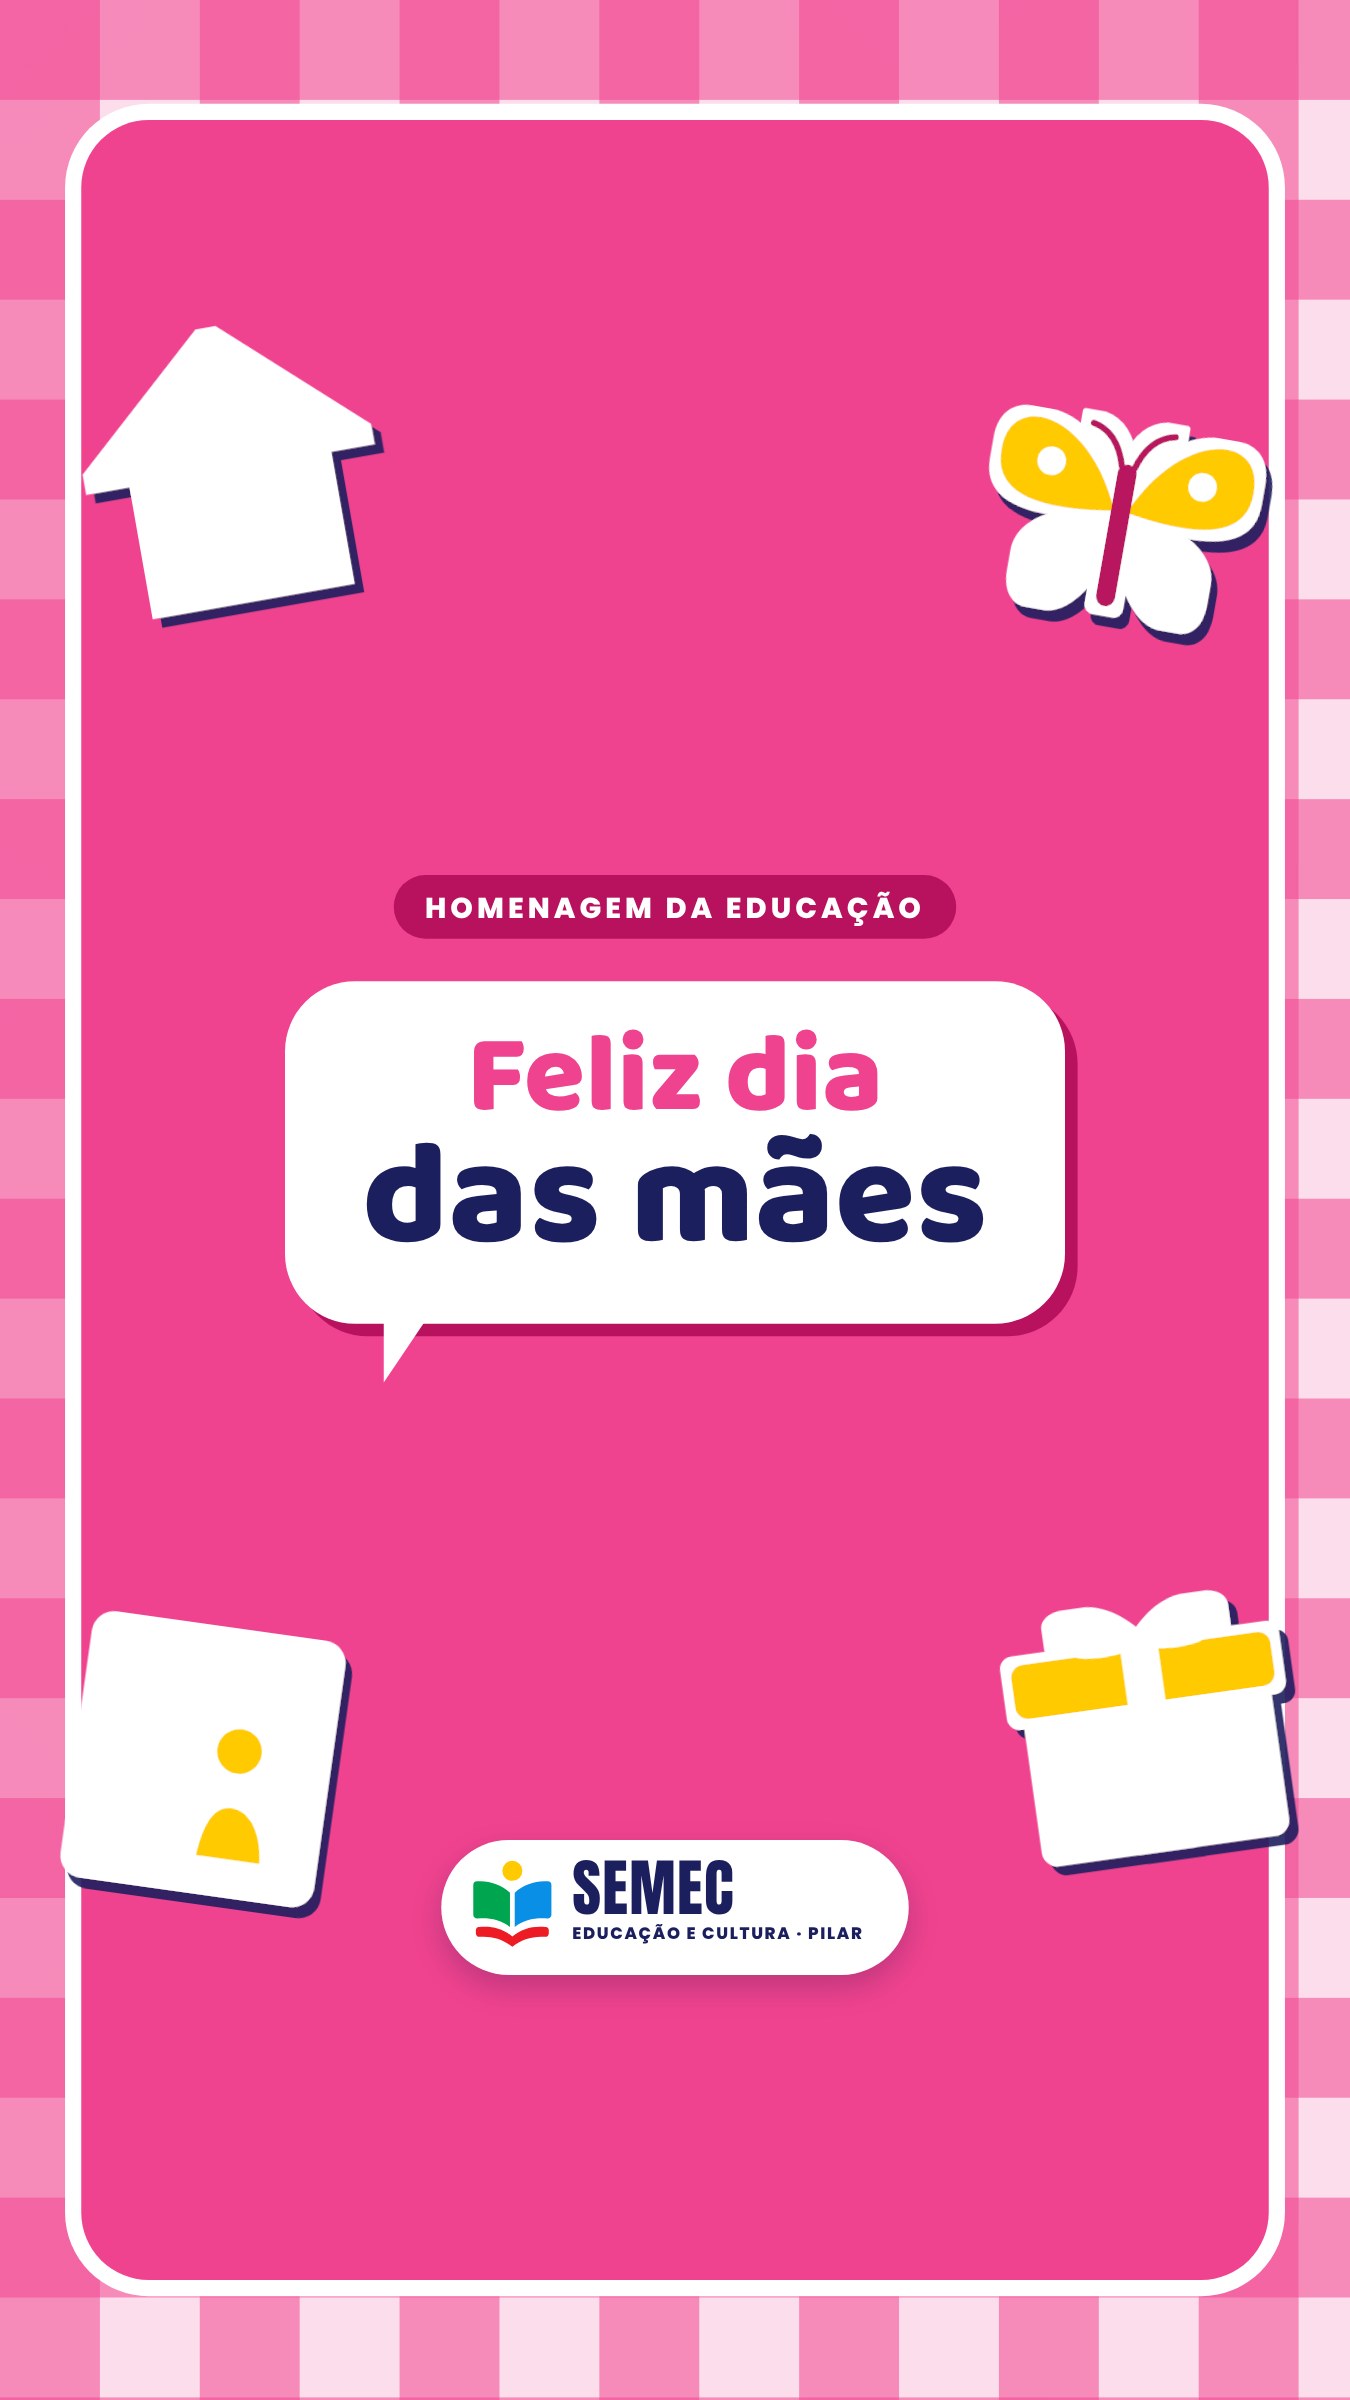 HOMENAGEM DA EDUCAÇÃO
Feliz dia
das mães
SEMEC
EDUCAÇÃO E CULTURA · PILAR